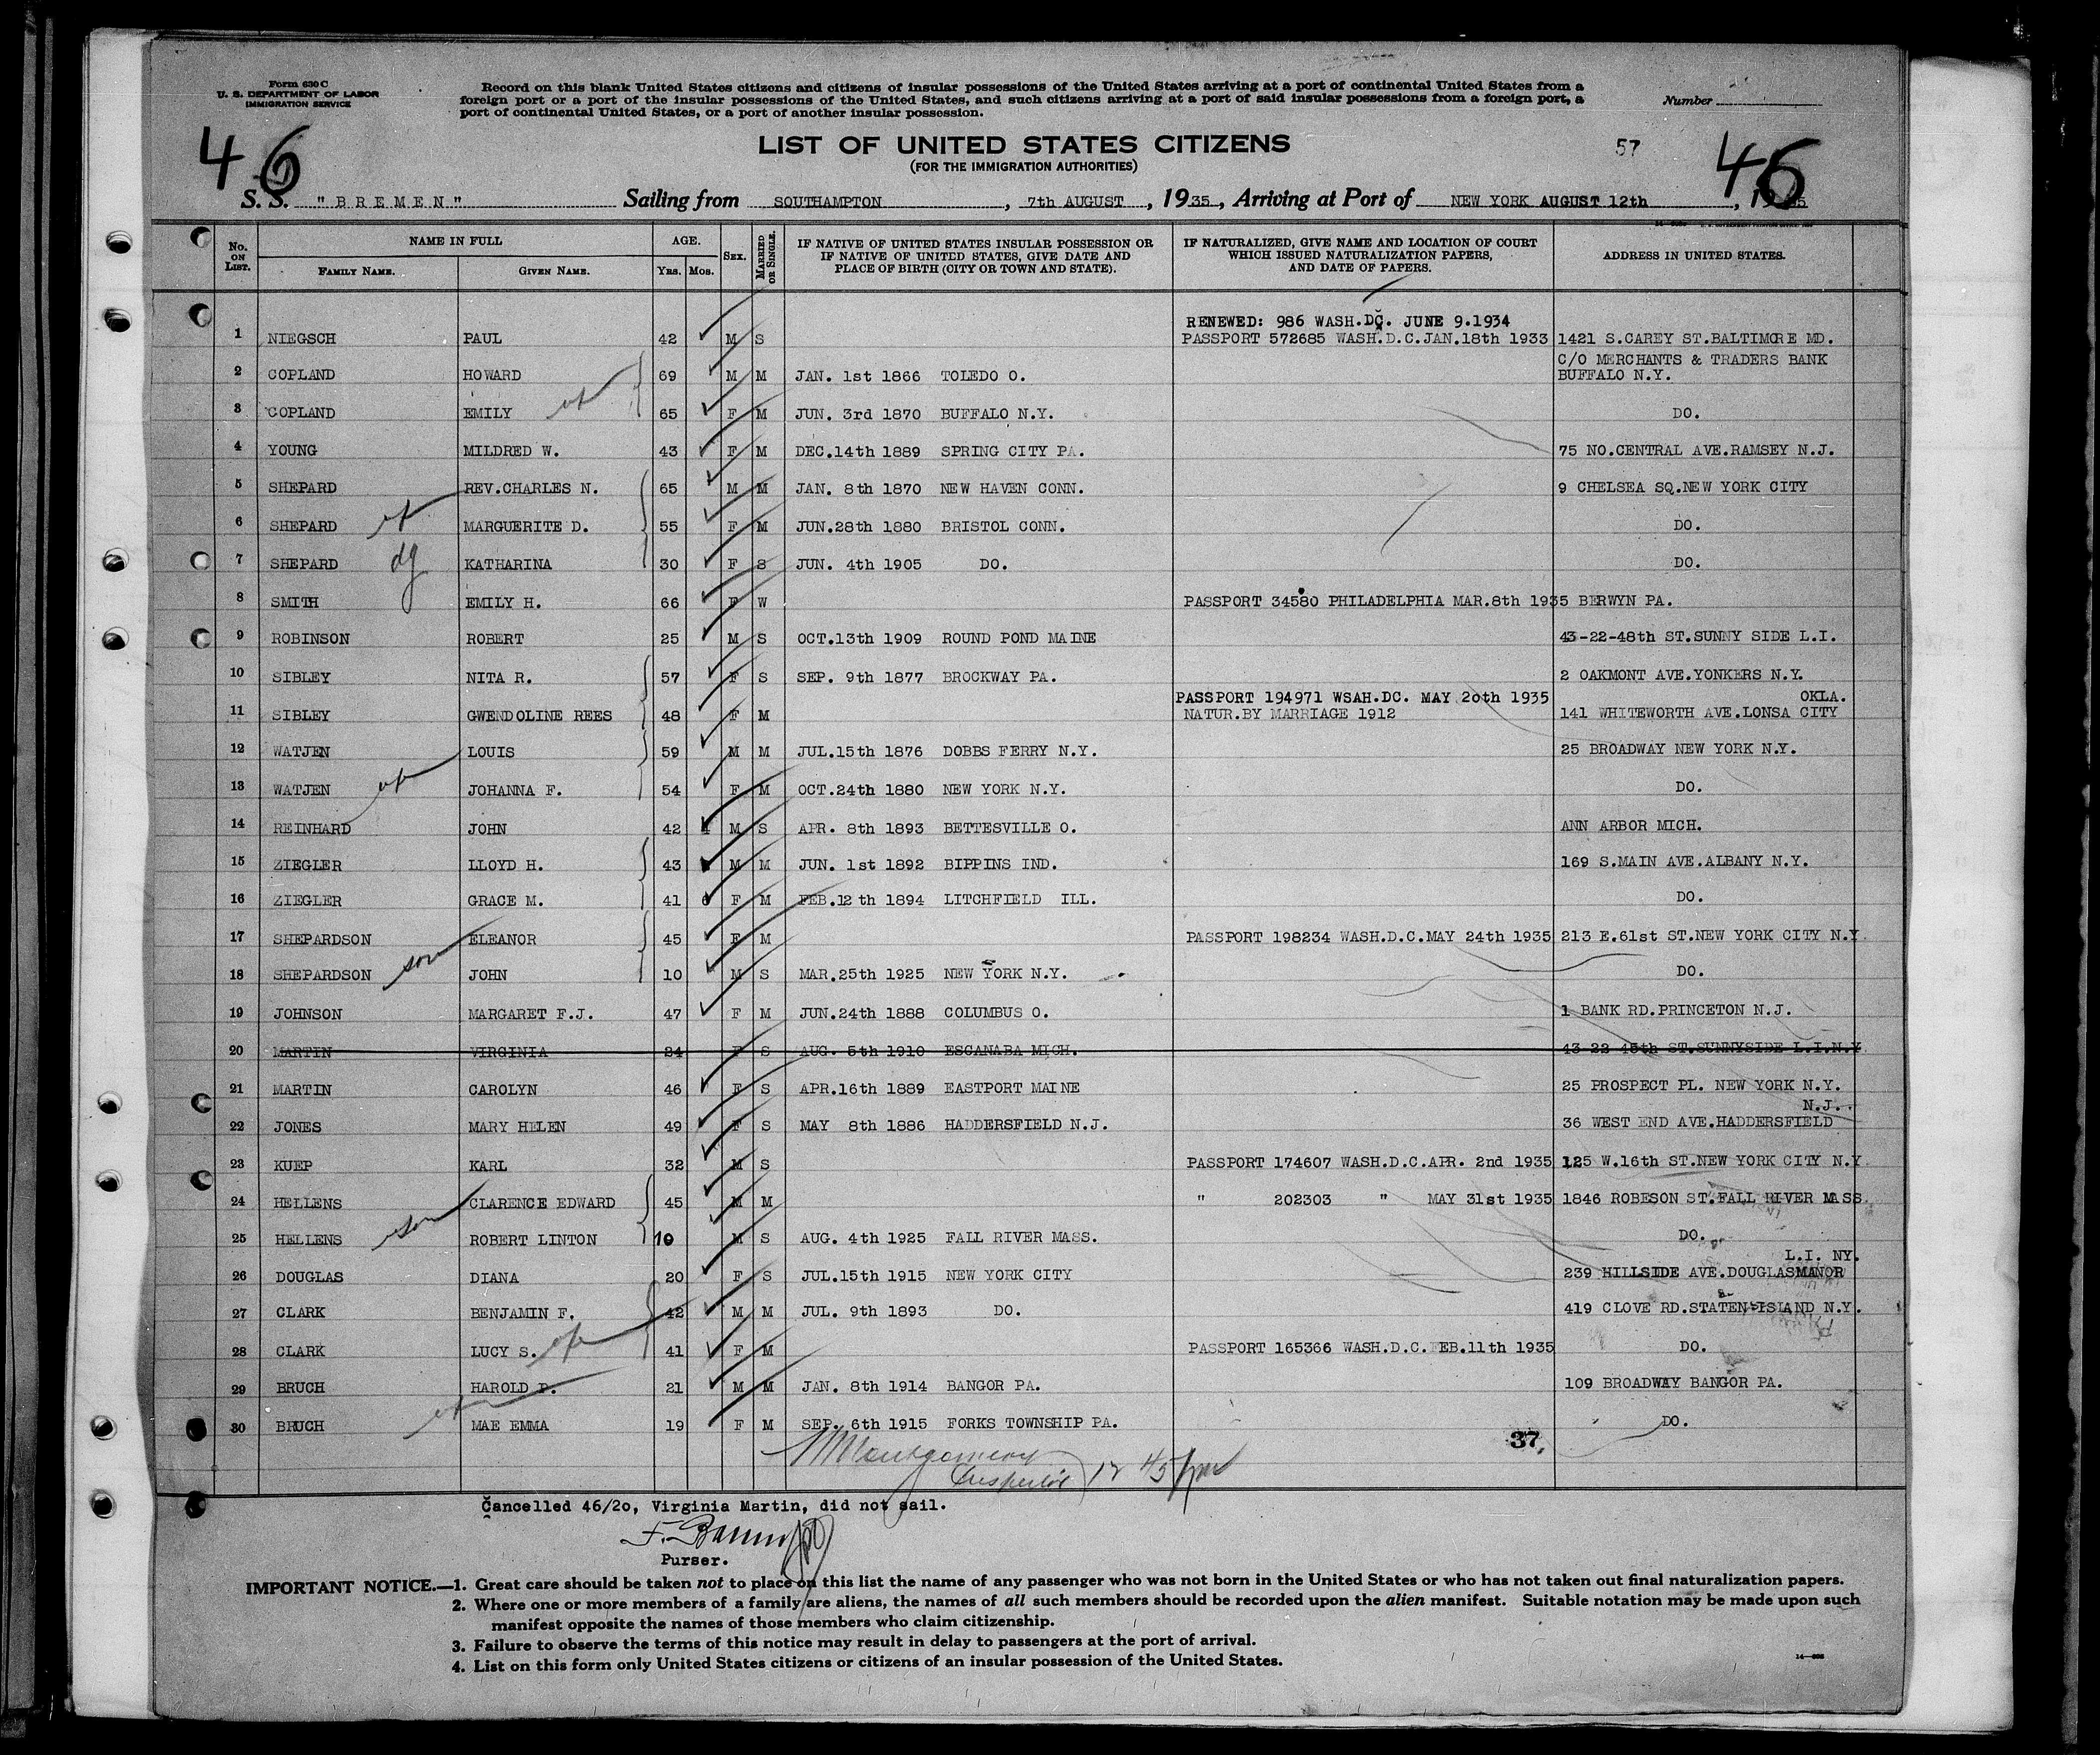 Form 630 C
U. S. DEPARTMENT OF LABOR
IMMIGRATION SERVICE
Record on this blank United States citizens and citizens of insular possessions of the United States arriving at a port of continental United States from a
foreign port or a port of the insular possessions of the United States, and such citizens arriving at a port of said insular possessions from a foreign port, a
port of continental United States, or a port of another insular possession.
Number
46
LIST OF UNITED STATES CITIZENS
(FOR THE IMMIGRATION AUTHORITIES)
57
46
S. S. "BREMEN" Sailing from SOUTHAMPTON, 7th AUGUST, 1935, Arriving at Port of NEW YORK AUGUST 12th, 1935
No. ON LIST. NAME IN FULL FAMILY NAME. GIVEN NAME. AGE. YRS. MOS. SEX. MARRIED OR SINGLE. IF NATIVE OF UNITED STATES INSULAR POSSESSION OR IF NATIVE OF UNITED STATES, GIVE DATE AND PLACE OF BIRTH (CITY OR TOWN AND STATE). IF NATURALIZED, GIVE NAME AND LOCATION OF COURT WHICH ISSUED NATURALIZATION PAPERS, AND DATE OF PAPERS. ADDRESS IN UNITED STATES.
RENEWED: 986 WASH.DC. JUNE 9.1934
1 NIEGSCH PAUL 42 M S PASSPORT 572685 WASH.D.C.JAN.18th 1933 1421 S.CAREY ST.BALTIMORE MD.
C/O MERCHANTS & TRADERS BANK
2 COPLAND HOWARD 69 M M JAN. 1st 1866 TOLEDO O. BUFFALO N.Y.
3 COPLAND EMILY 65 F M JUN. 3rd 1870 BUFFALO N.Y. DO.
4 YOUNG MILDRED W. 43 F M DEC.14th 1889 SPRING CITY PA. 75 NO.CENTRAL AVE.RAMSEY N.J.
5 SHEPARD REV.CHARLES N. 65 M M JAN. 8th 1870 NEW HAVEN CONN. 9 CHELSEA SQ.NEW YORK CITY
6 SHEPARD MARGUERITE D. 55 F M JUN.28th 1880 BRISTOL CONN. DO.
7 SHEPARD dg KATHARINA 30 F S JUN. 4th 1905 DO. DO.
8 SMITH EMILY H. 66 F W PASSPORT 34580 PHILADELPHIA MAR.8th 1935 BERWYN PA.
9 ROBINSON ROBERT 25 M S OCT.13th 1909 ROUND POND MAINE 43-22-48th ST.SUNNY SIDE L.I.
10 SIBLEY NITA R. 57 F S SEP. 9th 1877 BROCKWAY PA. 2 OAKMONT AVE.YONKERS N.Y.
PASSPORT 194971 WSAH.DC. MAY 20th 1935 OKLA.
11 SIBLEY GWENDOLINE REES 48 F M NATUR.BY MARRIAGE 1912 141 WHITEWORTH AVE.LONSA CITY
12 WATJEN LOUIS 59 M M JUL.15th 1876 DOBBS FERRY N.Y. 25 BROADWAY NEW YORK N.Y.
13 WATJEN JOHANNA F. 54 F M OCT.24th 1880 NEW YORK N.Y. DO.
14 REINHARD JOHN 42 4 M S APR. 8th 1893 BETTESVILLE O. ANN ARBOR MICH.
15 ZIEGLER LLOYD H. 43 M M JUN. 1st 1892 BIPPINS IND. 169 S.MAIN AVE.ALBANY N.Y.
16 ZIEGLER GRACE M. 41 6 F M FEB.12 th 1894 LITCHFIELD ILL. DO.
17 SHEPARDSON ELEANOR 45 F M PASSPORT 198234 WASH.D.C.MAY 24th 1935 213 E.61st ST.NEW YORK CITY N.Y.
18 SHEPARDSON son JOHN 10 M S MAR.25th 1925 NEW YORK N.Y. DO.
19 JOHNSON MARGARET F.J. 47 F M JUN.24th 1888 COLUMBUS O. 1 BANK RD.PRINCETON N.J.
20 MARTIN VIRGINIA 24 F S AUG. 5th 1910 ESCANABA MICH. 43-22 45th ST.SUNNYSIDE L.I.N.Y
21 MARTIN CAROLYN 46 F S APR.16th 1889 EASTPORT MAINE 25 PROSPECT PL. NEW YORK N.Y.
N.J.
22 JONES MARY HELEN 49 F S MAY 8th 1886 HADDERSFIELD N.J. 36 WEST END AVE.HADDERSFIELD
23 KUEP KARL 32 M S PASSPORT 174607 WASH.D.C.APR. 2nd 1935 125 W.16th ST.NEW YORK CITY N.Y
24 HELLENS CLARENCE EDWARD 45 M M " 202303 " MAY 31st 1935 1846 ROBESON ST.FALL RIVER MASS
25 HELLENS son ROBERT LINTON 10 M S AUG. 4th 1925 FALL RIVER MASS. DO.
L.I. NY.
26 DOUGLAS DIANA 20 F S JUL.15th 1915 NEW YORK CITY 239 HILLSIDE AVE.DOUGLASMANOR
27 CLARK BENJAMIN F. 42 M M JUL. 9th 1893 DO. 419 CLOVE RD.STATEN ISLAND N.Y.
28 CLARK LUCY S. 41 F M PASSPORT 165366 WASH.D.C.FEB.11th 1935 DO.
29 BRUCH HAROLD P. 21 M M JAN. 8th 1914 BANGOR PA. 109 BROADWAY BANGOR PA.
30 BRUCH MAE EMMA 19 F M SEP. 6th 1915 FORKS TOWNSHIP PA. DO.
37.
Montgomery
Inspector 12 45 pm
Cancelled 46/20, Virginia Martin, did not sail.
Purser.
IMPORTANT NOTICE.—1. Great care should be taken not to place on this list the name of any passenger who was not born in the United States or who has not taken out final naturalization papers.
2. Where one or more members of a family are aliens, the names of all such members should be recorded upon the alien manifest. Suitable notation may be made upon such
manifest opposite the names of those members who claim citizenship.
3. Failure to observe the terms of this notice may result in delay to passengers at the port of arrival.
4. List on this form only United States citizens or citizens of an insular possession of the United States.